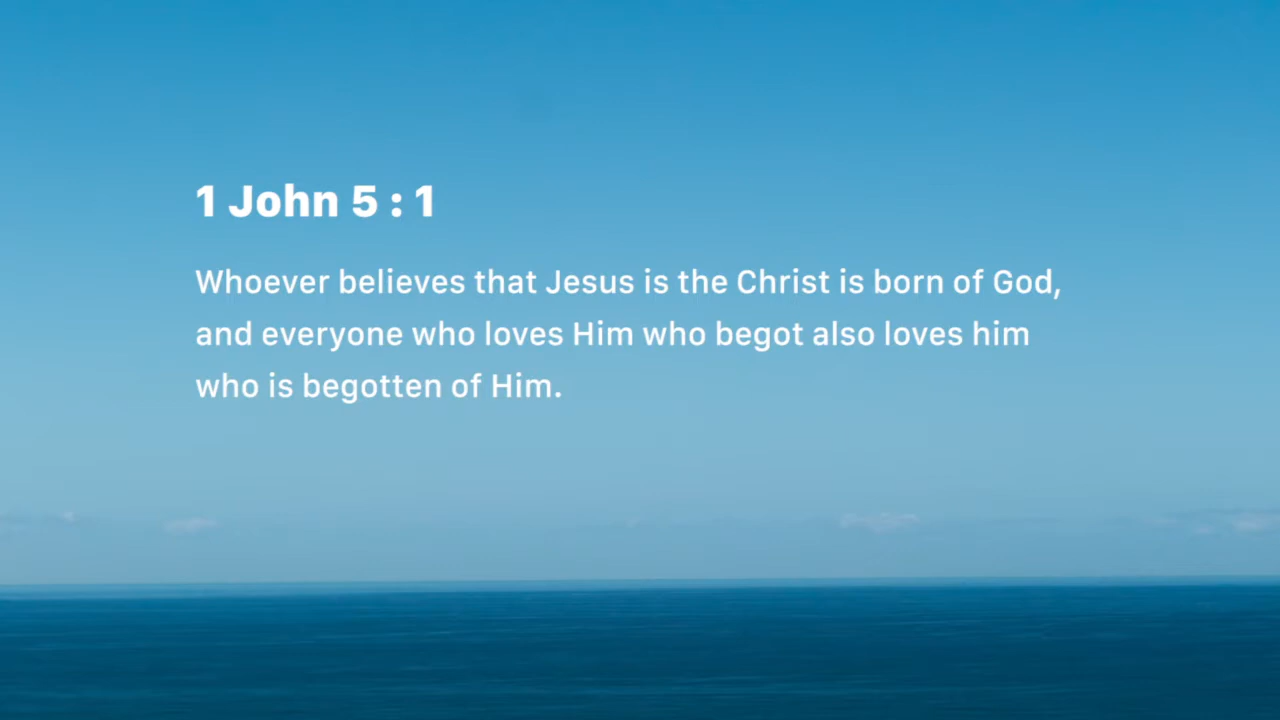 1 John 5 : 1
Whoever believes that Jesus is the Christ is born of God,
and everyone who loves Him who begot also loves him
who is begotten of Him.